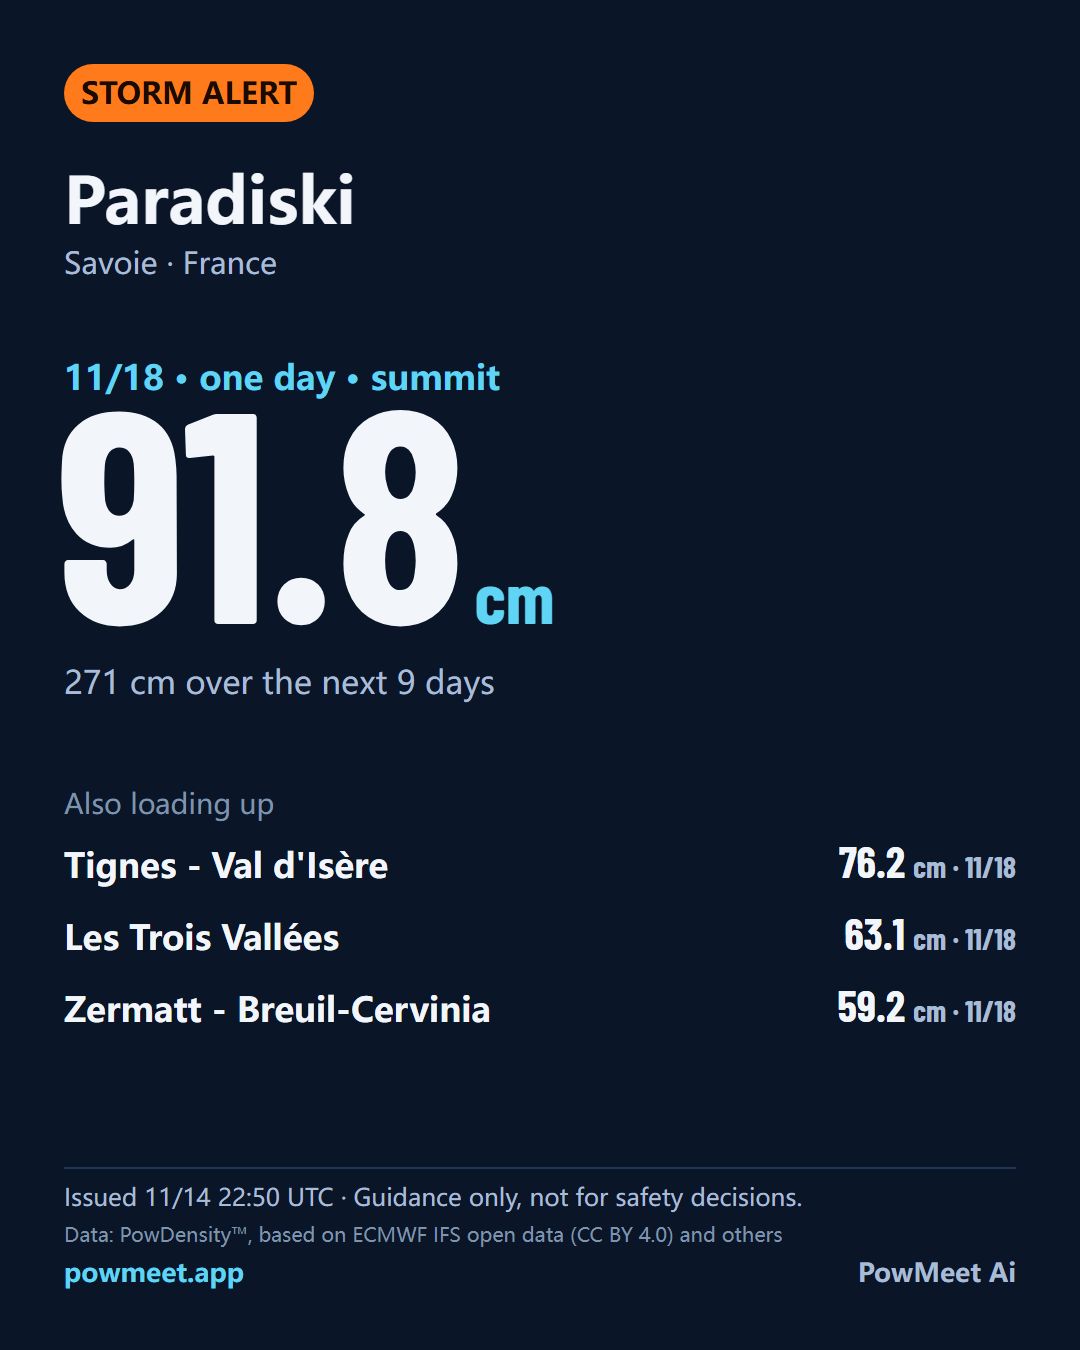 STORM ALERT
Paradiski
Savoie · France
11/18 • one day • summit
91.8 cm
271 cm over the next 9 days
Also loading up
Tignes - Val d'Isère 76.2 cm · 11/18
Les Trois Vallées 63.1 cm · 11/18
Zermatt - Breuil-Cervinia 59.2 cm · 11/18
Issued 11/14 22:50 UTC · Guidance only, not for safety decisions.
Data: PowDensity™, based on ECMWF IFS open data (CC BY 4.0) and others
powmeet.app PowMeet Ai